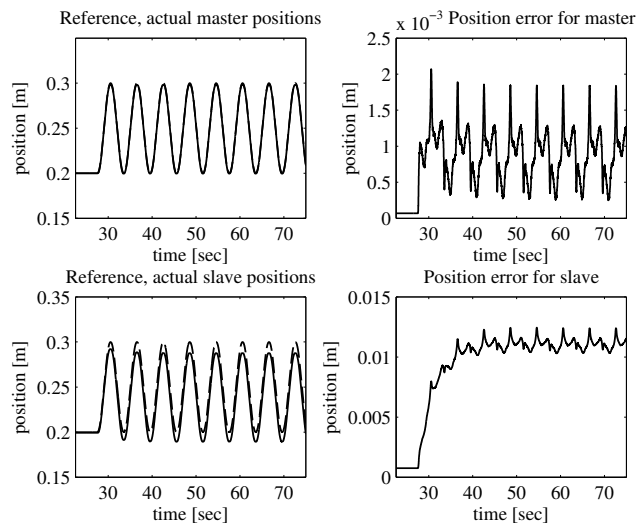 Reference, actual master positions
position [m]
0.3
0.25
0.2
0.15
30 40 50 60 70
time [sec]
x 10⁻³ Position error for master
position [m]
2.5
2
1.5
1
0.5
0
30 40 50 60 70
time [sec]
Reference, actual slave positions
position [m]
0.35
0.3
0.25
0.2
0.15
30 40 50 60 70
time [sec]
Position error for slave
position [m]
0.015
0.01
0.005
0
30 40 50 60 70
time [sec]